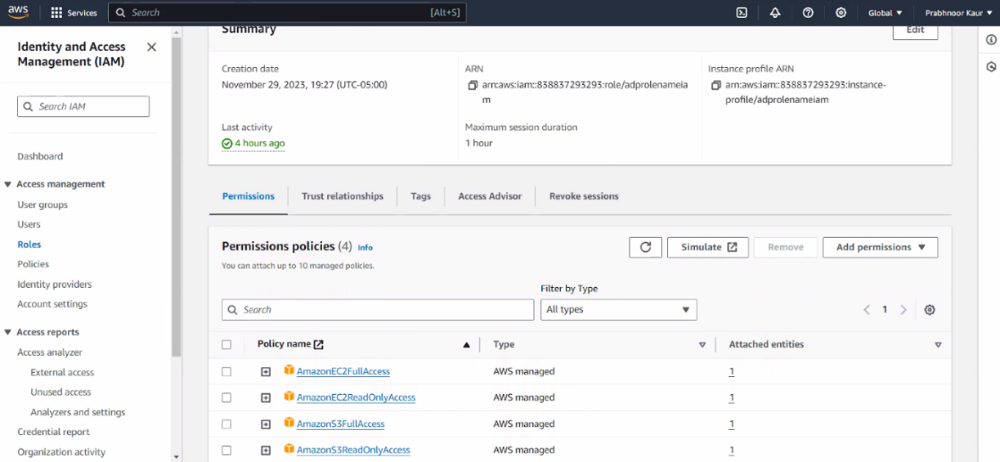 aws
Services
Search
[Alt+S]
Global
Prabhnoor Kaur
Identity and Access
Management (IAM)
Search IAM
Dashboard
Access management
User groups
Users
Roles
Policies
Identity providers
Account settings
Access reports
Access analyzer
External access
Unused access
Analyzers and settings
Credential report
Organization activity
Summary
Edit
Creation date
November 29, 2023, 19:27 (UTC-05:00)
ARN
arn:aws:iam::838837293293:role/adprolenameia
m
Instance profile ARN
arn:aws:iam::838837293293:instance-
profile/adprolenameiam
Last activity
4 hours ago
Maximum session duration
1 hour
Permissions
Trust relationships
Tags
Access Advisor
Revoke sessions
Permissions policies (4) Info
You can attach up to 10 managed policies.
Simulate
Remove
Add permissions
Filter by Type
Search
All types
1
Policy name
Type
Attached entities
AmazonEC2FullAccess
AWS managed
1
AmazonEC2ReadOnlyAccess
AWS managed
1
AmazonS3FullAccess
AWS managed
1
AmazonS3ReadOnlyAccess
AWS managed
1